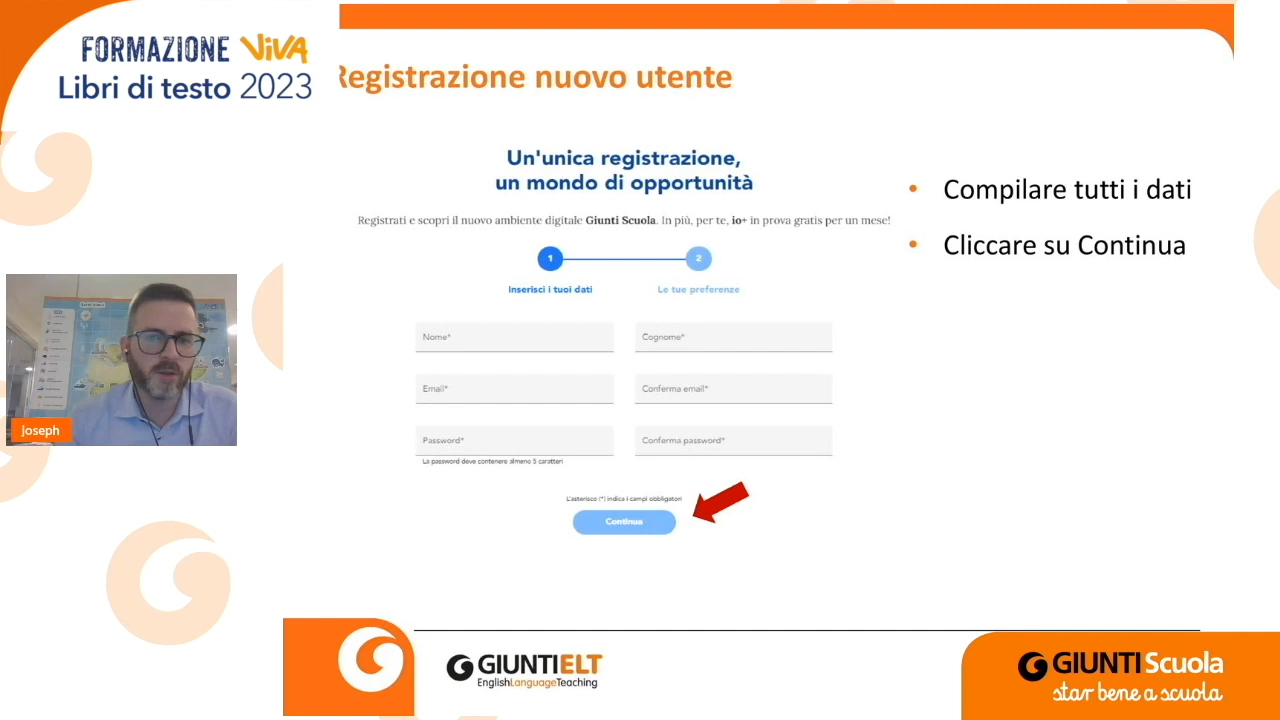 FORMAZIONE VIVA
Libri di testo 2023
Registrazione nuovo utente
Un'unica registrazione,
un mondo di opportunità
Registrati e scopri il nuovo ambiente digitale Giunti Scuola. In più, per te, io+ in prova gratis per un mese!
1
2
Inserisci i tuoi dati
Le tue preferenze
Nome*
Cognome*
Email*
Conferma email*
Password*
Conferma password*
La password deve contenere almeno 5 caratteri
L'asterisco (*) indica i campi obbligatori
Continua
• Compilare tutti i dati
• Cliccare su Continua
Joseph
GIUNTIELT
EnglishLanguageTeaching
GIUNTI Scuola
star bene a scuola